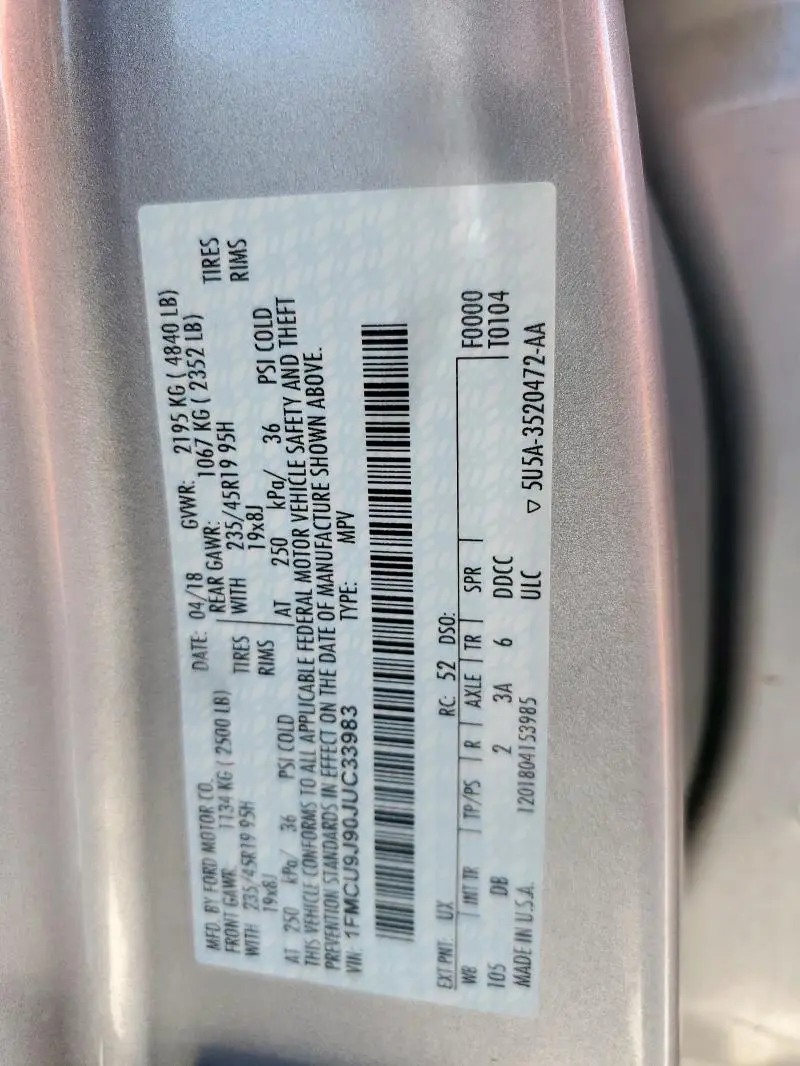 MFD. BY FORD MOTOR CO. DATE: 04/18 GVWR: 2195 KG ( 4840 LB)
FRONT GAWR: 1134 KG ( 2500 LB) REAR GAWR: 1067 KG ( 2352 LB)
WITH 235/45R19 95H TIRES WITH 235/45R19 95H TIRES
19x8J RIMS 19x8J RIMS
AT 250 kPa/ 36 PSI COLD AT 250 kPa/ 36 PSI COLD
THIS VEHICLE CONFORMS TO ALL APPLICABLE FEDERAL MOTOR VEHICLE SAFETY AND THEFT
PREVENTION STANDARDS IN EFFECT ON THE DATE OF MANUFACTURE SHOWN ABOVE.
VIN: 1FMCU9J90JUC33983 TYPE: MPV
EXT PNT: UX RC: 52 DSO:
WB INT TR TP/PS R AXLE TR SPR F0000
105 DB 2 3A 6 DDCC T0104
MADE IN U.S.A. 1201804153985 ULC ▽ 5U5A-3520472-AA